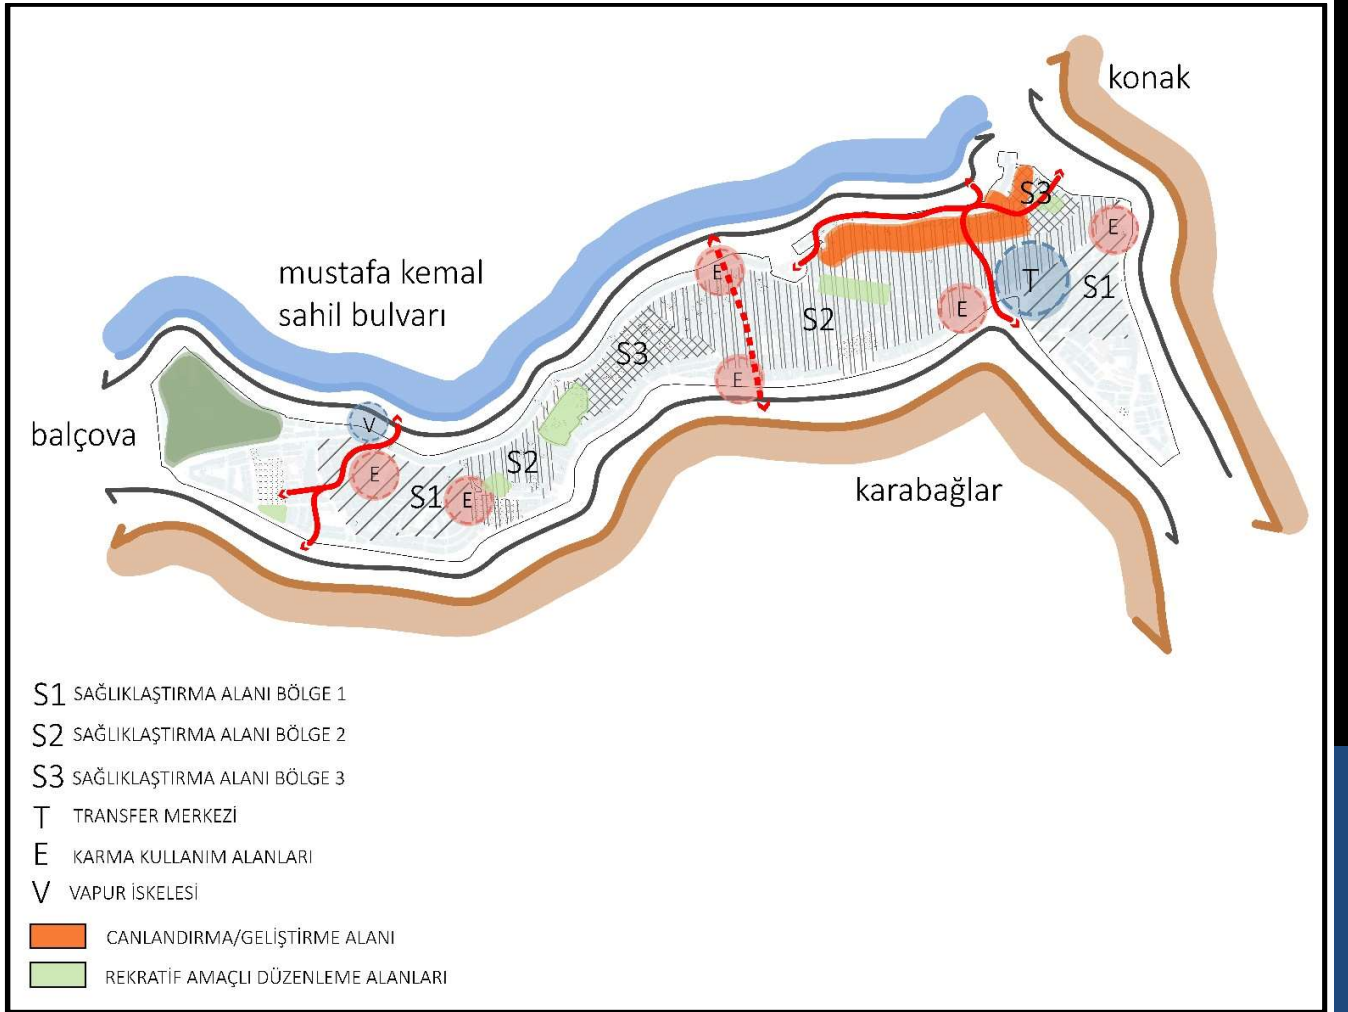 konak
S3
E
E
T
S1
mustafa kemal
sahil bulvarı
S2
E
S3
E
V
balçova
E
S2
S1
E
karabağlar
S1 SAĞLIKLAŞTIRMA ALANI BÖLGE 1
S2 SAĞLIKLAŞTIRMA ALANI BÖLGE 2
S3 SAĞLIKLAŞTIRMA ALANI BÖLGE 3
T TRANSFER MERKEZİ
E KARMA KULLANIM ALANLARI
V VAPUR İSKELESİ
CANLANDIRMA/GELİŞTİRME ALANI
REKRATİF AMAÇLI DÜZENLEME ALANLARI